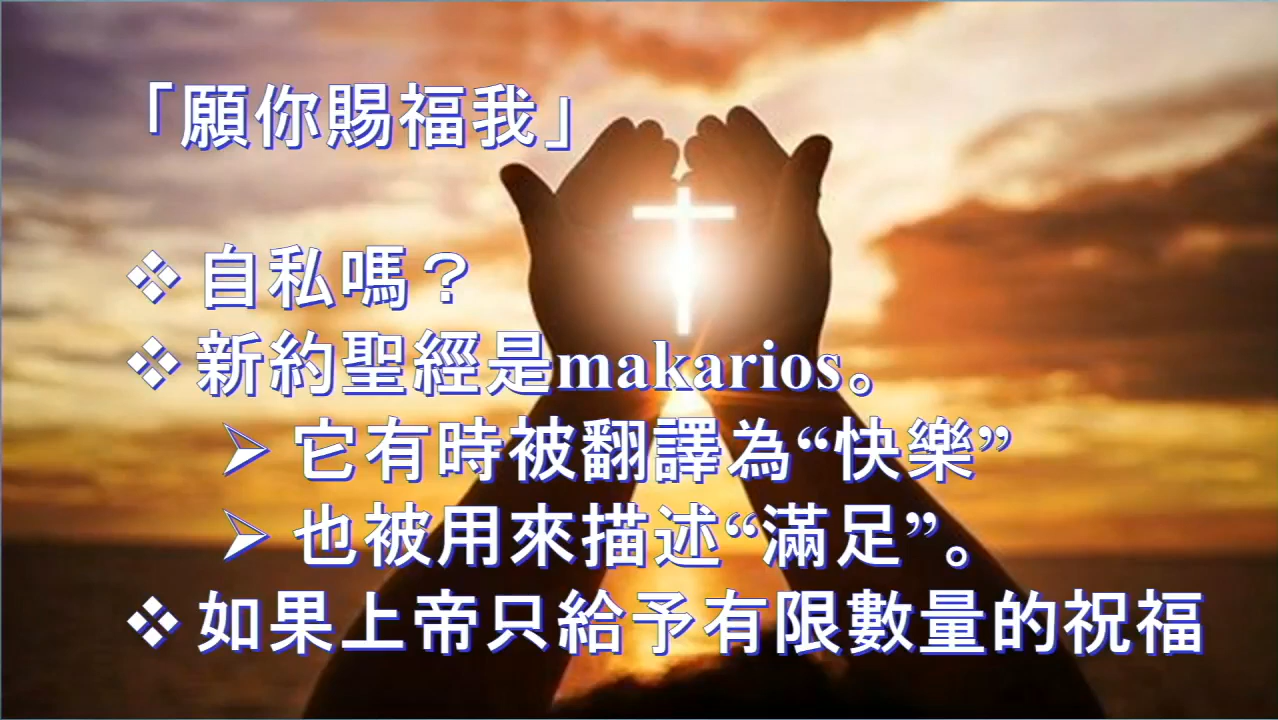 「願你賜福我」
❖ 自私嗎？
❖ 新約聖經是makarios。
➢ 它有時被翻譯為“快樂”
➢ 也被用來描述“滿足”。
❖ 如果上帝只給予有限數量的祝福